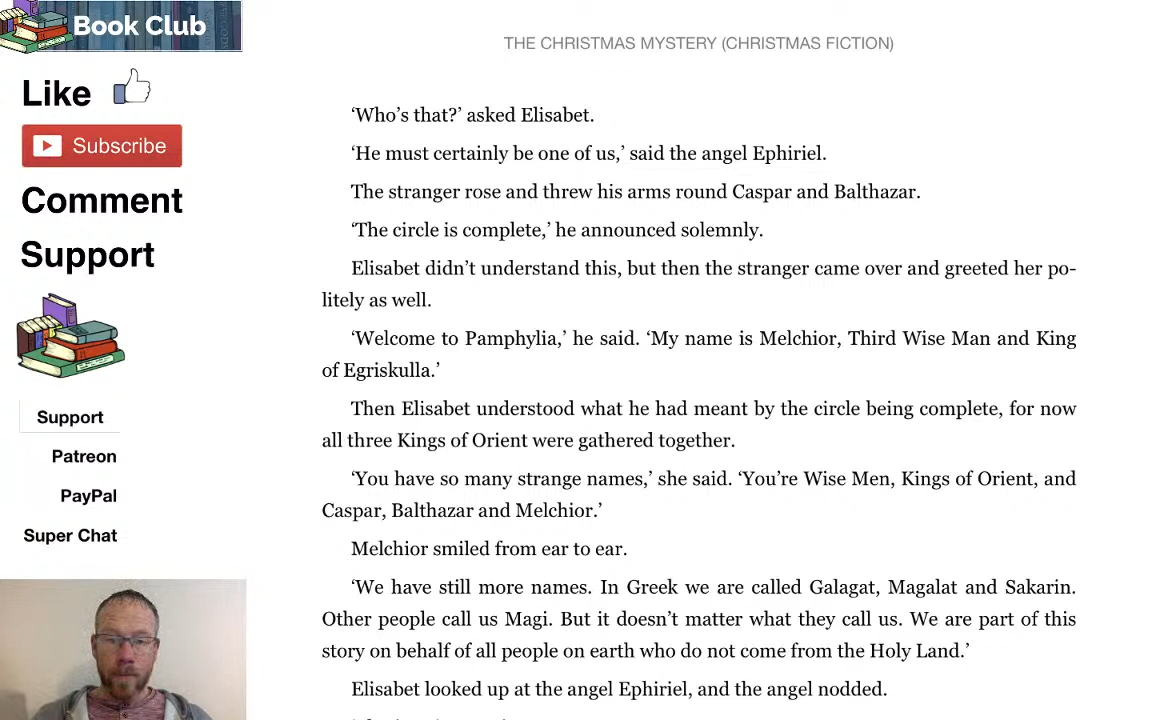 Book Club
Like
Subscribe
Comment
Support
Support
Patreon
PayPal
Super Chat
THE CHRISTMAS MYSTERY (CHRISTMAS FICTION)
‘Who’s that?’ asked Elisabet.
‘He must certainly be one of us,’ said the angel Ephiriel.
The stranger rose and threw his arms round Caspar and Balthazar.
‘The circle is complete,’ he announced solemnly.
Elisabet didn’t understand this, but then the stranger came over and greeted her po-
litely as well.
‘Welcome to Pamphylia,’ he said. ‘My name is Melchior, Third Wise Man and King
of Egriskulla.’
Then Elisabet understood what he had meant by the circle being complete, for now
all three Kings of Orient were gathered together.
‘You have so many strange names,’ she said. ‘You’re Wise Men, Kings of Orient, and
Caspar, Balthazar and Melchior.’
Melchior smiled from ear to ear.
‘We have still more names. In Greek we are called Galagat, Magalat and Sakarin.
Other people call us Magi. But it doesn’t matter what they call us. We are part of this
story on behalf of all people on earth who do not come from the Holy Land.’
Elisabet looked up at the angel Ephiriel, and the angel nodded.